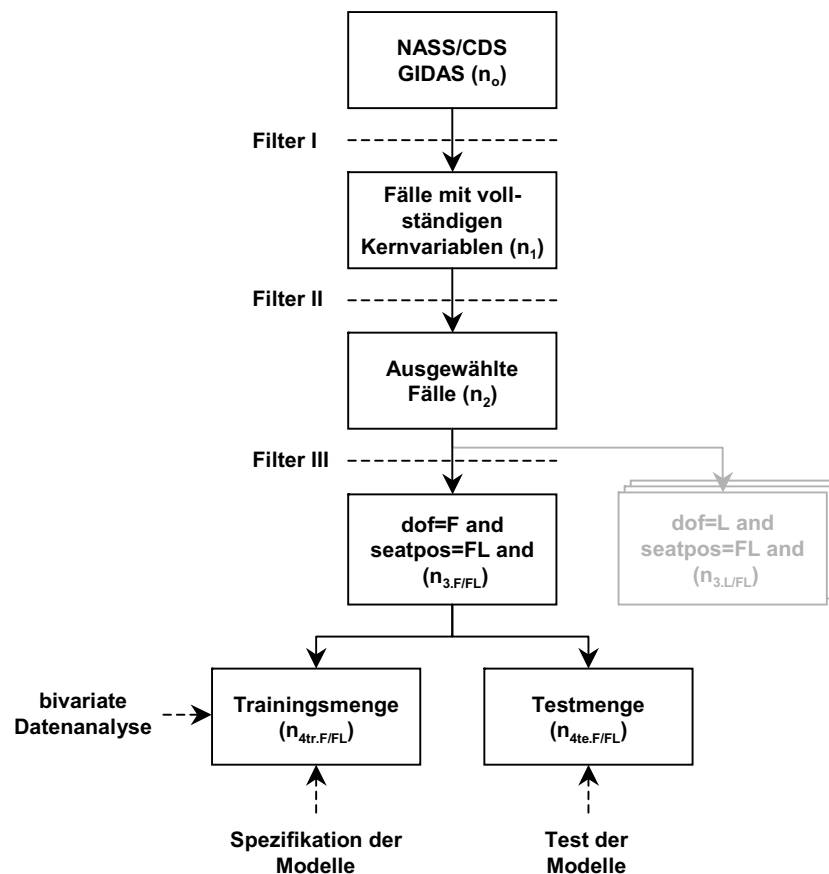 NASS/CDS
GIDAS (n₀)
Filter I
Fälle mit voll-
ständigen
Kernvariablen (n₁)
Filter II
Ausgewählte
Fälle (n₂)
Filter III
dof=F and
seatpos=FL and
(n3.F/FL)
dof=L and
seatpos=FL and
(n3.L/FL)
bivariate
Datenanalyse
Trainingsmenge
(n4tr.F/FL)
Testmenge
(n4te.F/FL)
Spezifikation der
Modelle
Test der
Modelle